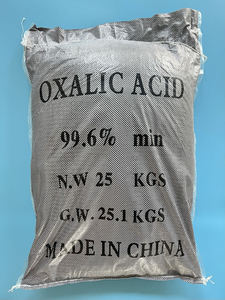 OXALIC ACID
99.6% min
N.W 25 KGS
G.W. 25.1 KGS
MADE IN CHINA